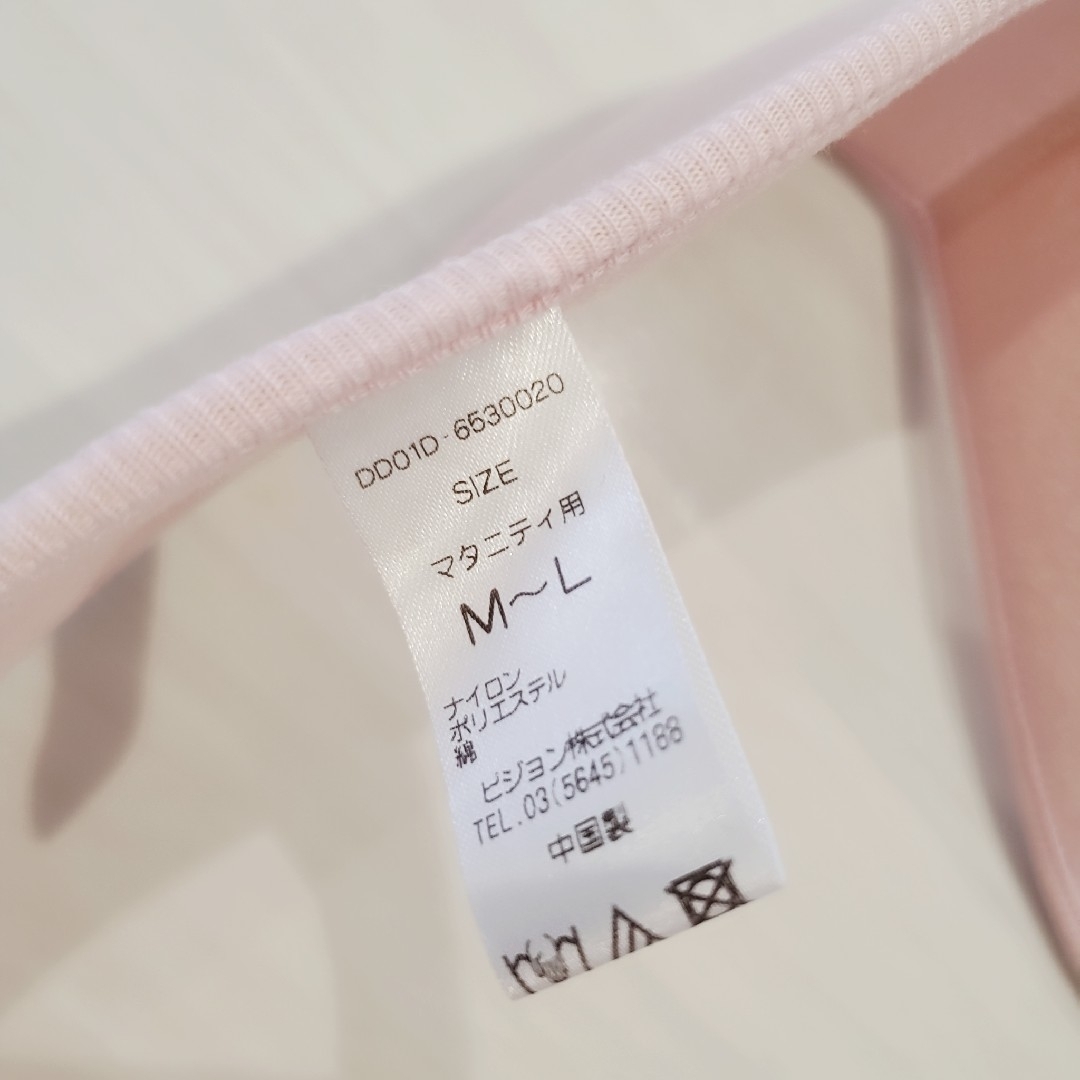 DD01D-6530020
SIZE
マタニティ用
M～L
ナイロン
ポリエステル
綿
ピジョン株式会社
TEL.03(5645)1188
中国製